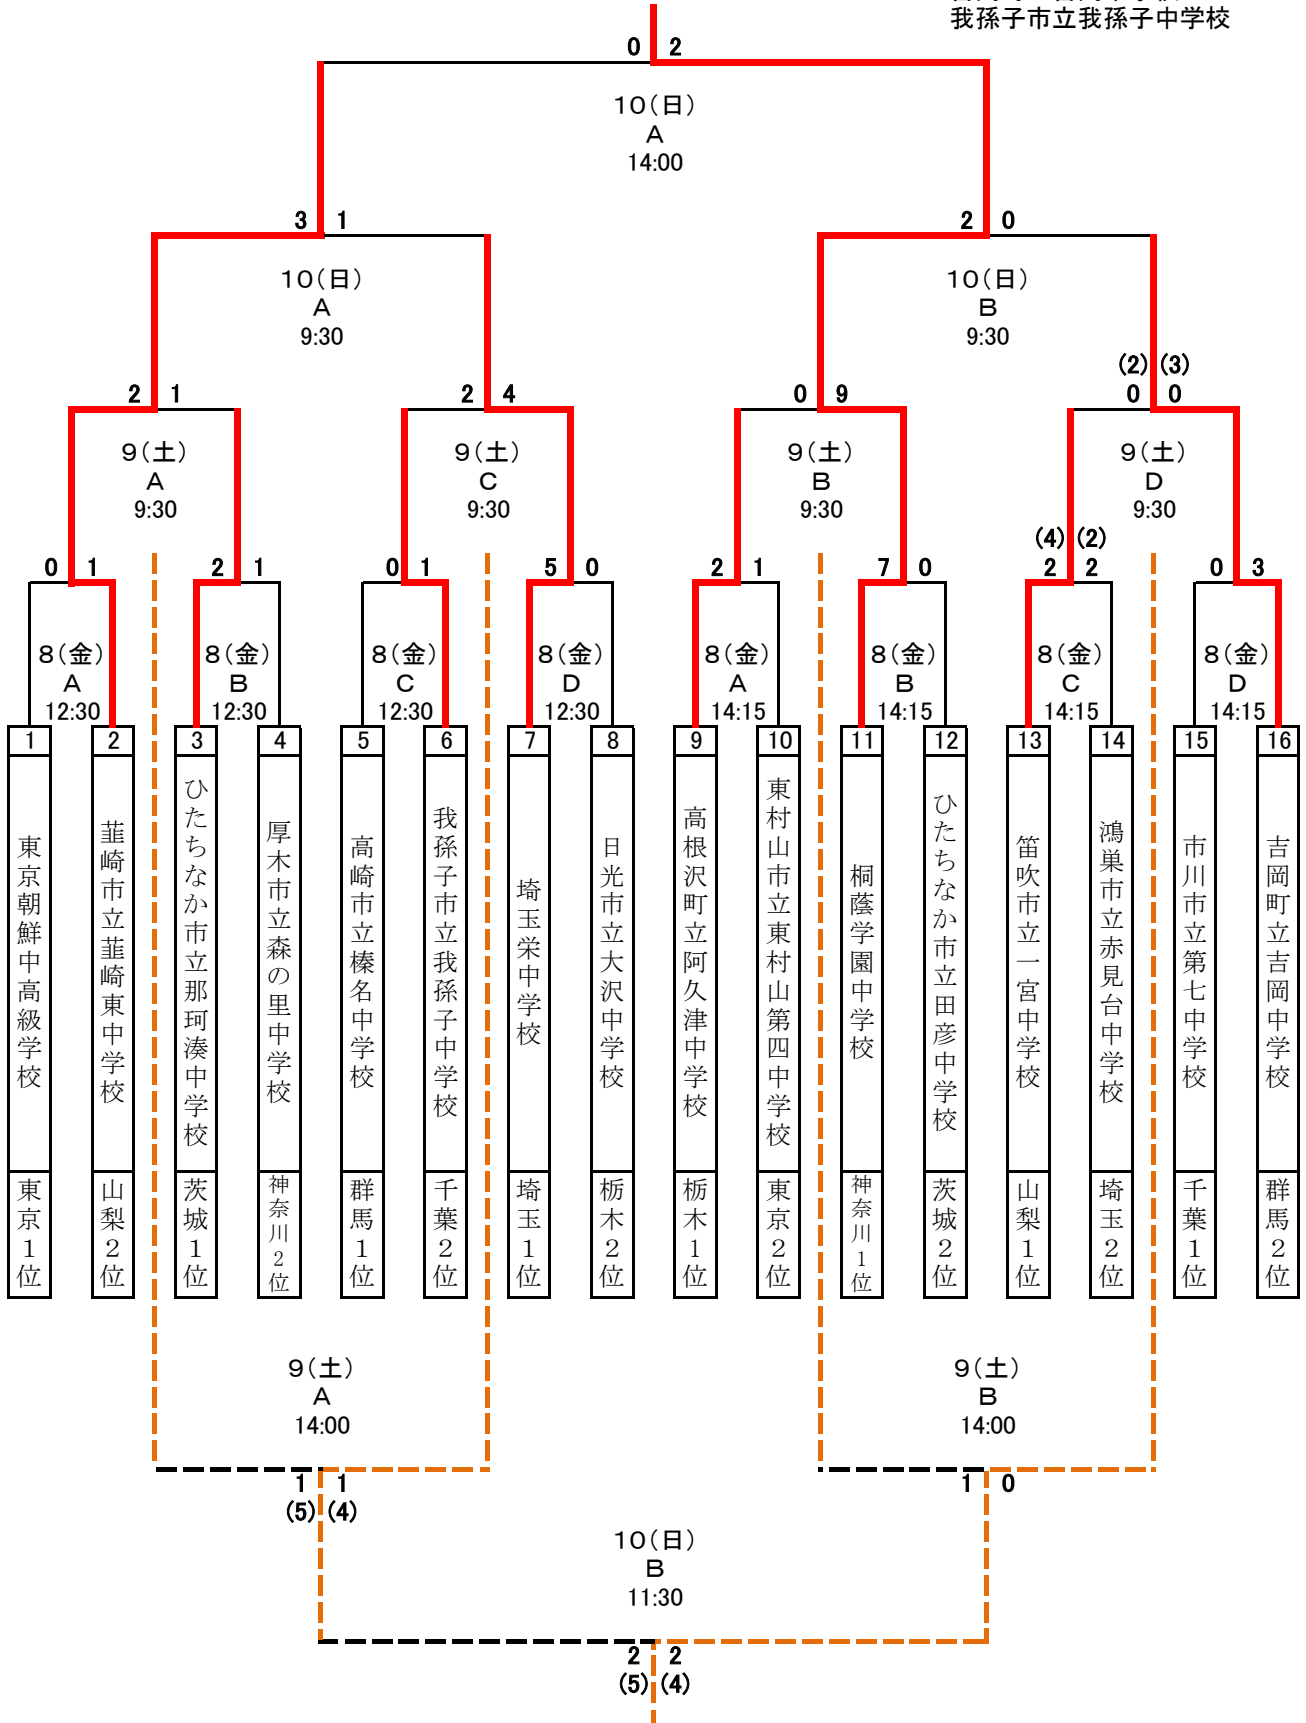 我孫子市立我孫子中学校
0 2
10(日)
A
14:00
3 1
2 0
10(日)
A
9:30
10(日)
B
9:30
(2) (3)
2 1
2 4
0 9
0 0
9(土)
A
9:30
9(土)
C
9:30
9(土)
B
9:30
9(土)
D
9:30
(4) (2)
0 1
2 1
0 1
5 0
2 1
7 0
2 2
0 3
8(金)
A
12:30
8(金)
B
12:30
8(金)
C
12:30
8(金)
D
12:30
8(金)
A
14:15
8(金)
B
14:15
8(金)
C
14:15
8(金)
D
14:15
1
東京朝鮮中高級学校
東京1位
2
韮崎市立韮崎東中学校
山梨2位
3
ひたちなか市立那珂湊中学校
茨城1位
4
厚木市立森の里中学校
神奈川2位
5
高崎市立榛名中学校
群馬1位
6
我孫子市立我孫子中学校
千葉2位
7
埼玉栄中学校
埼玉1位
8
日光市立大沢中学校
栃木2位
9
高根沢町立阿久津中学校
栃木1位
10
東村山市立東村山第四中学校
東京2位
11
桐蔭学園中学校
神奈川1位
12
ひたちなか市立田彦中学校
茨城2位
13
笛吹市立一宮中学校
山梨1位
14
鴻巣市立赤見台中学校
埼玉2位
15
市川市立第七中学校
千葉1位
16
吉岡町立吉岡中学校
群馬2位
9(土)
A
14:00
9(土)
B
14:00
1 1
(5) (4)
1 0
10(日)
B
11:30
2 2
(5) (4)